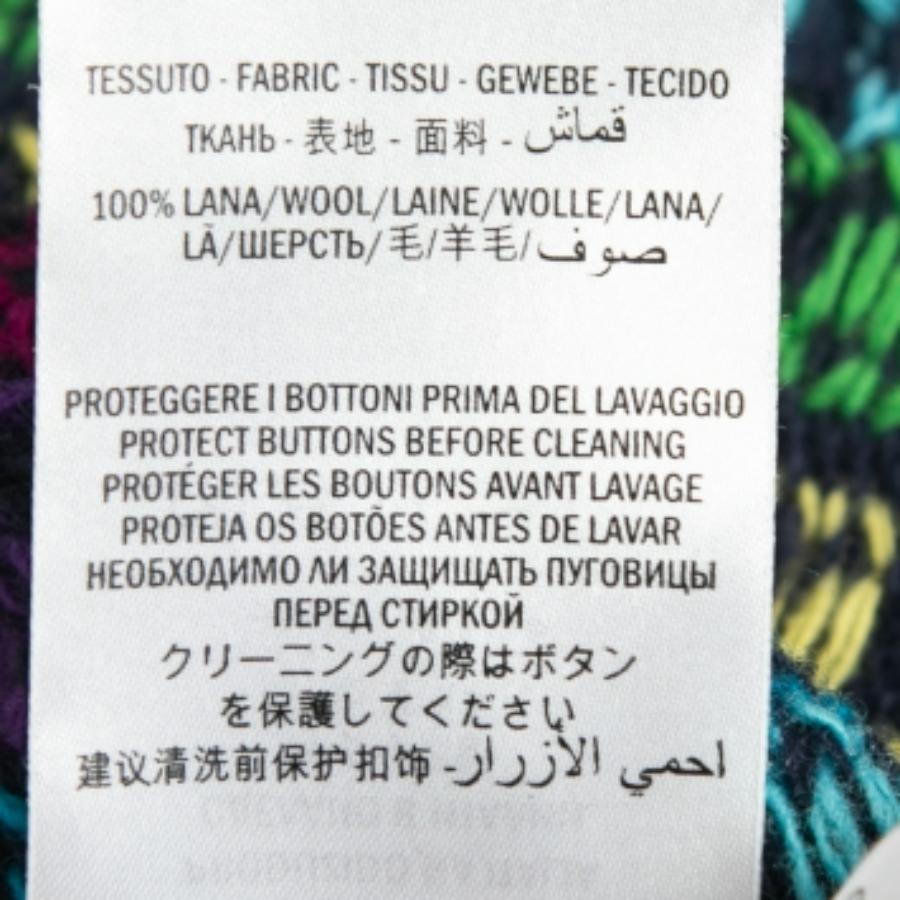 TESSUTO - FABRIC - TISSU - GEWEBE - TECIDO
ТКАНЬ - 表地 - 面料 - قماش
100% LANA/WOOL/LAINE/WOLLE/LANA/
LÃ/ШЕРСТЬ/毛/羊毛/صوف
PROTEGGERE I BOTTONI PRIMA DEL LAVAGGIO
PROTECT BUTTONS BEFORE CLEANING
PROTÉGER LES BOUTONS AVANT LAVAGE
PROTEJA OS BOTÕES ANTES DE LAVAR
НЕОБХОДИМО ЛИ ЗАЩИЩАТЬ ПУГОВИЦЫ
ПЕРЕД СТИРКОЙ
クリーニングの際はボタン
を保護してください
建议清洗前保护扣饰 - احمي الأزرار